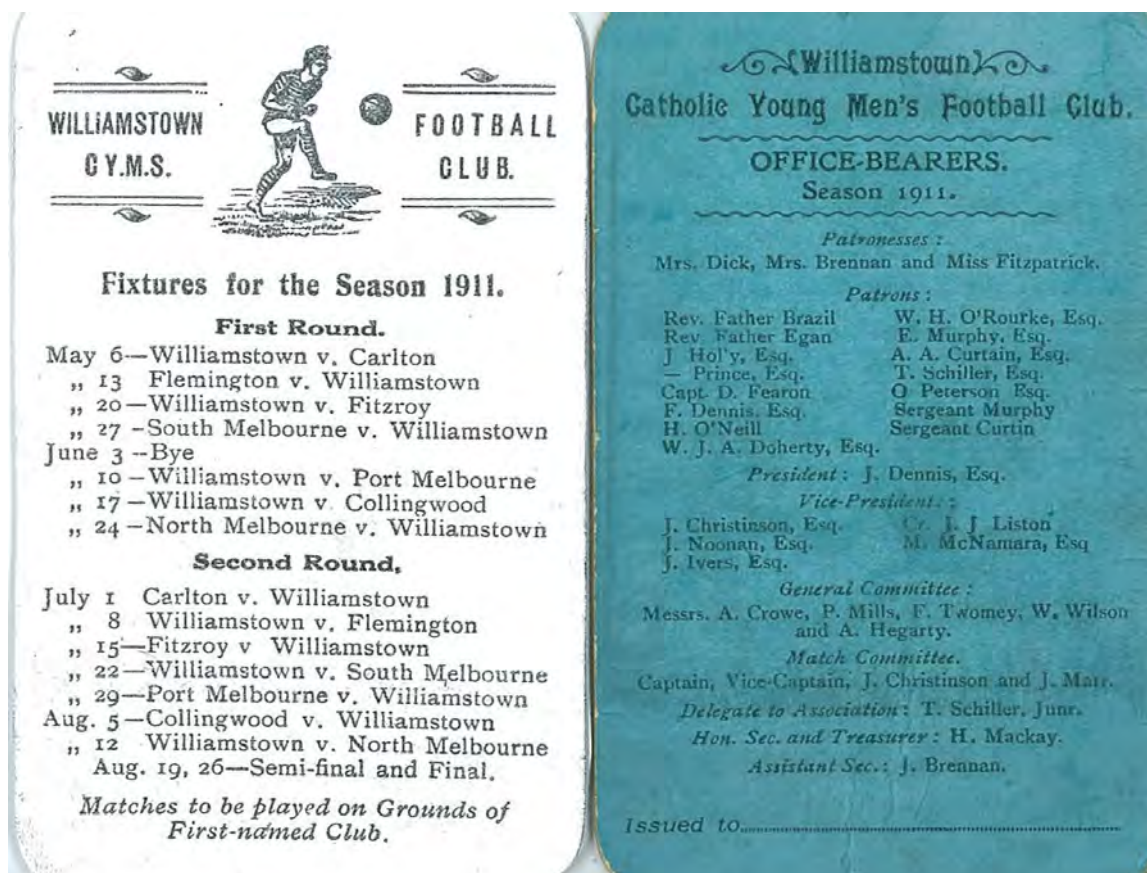 WILLIAMSTOWN
C.Y.M.S.
FOOTBALL
CLUB.
Fixtures for the Season 1911.
First Round.
May 6—Williamstown v. Carlton
„ 13 Flemington v. Williamstown
„ 20—Williamstown v. Fitzroy
„ 27 -South Melbourne v. Williamstown
June 3 --Bye
„ 10—Williamstown v. Port Melbourne
„ 17—Williamstown v. Collingwood
„ 24—North Melbourne v. Williamstown
Second Round,
July 1 Carlton v. Williamstown
„ 8 Williamstown v. Flemington
„ 15—Fitzroy v Williamstown
„ 22—Williamstown v. South Melbourne
„ 29—Port Melbourne v. Williamstown
Aug. 5—Collingwood v. Williamstown
„ 12 Williamstown v. North Melbourne
Aug. 19, 26—Semi-final and Final.
Matches to be played on Grounds of
First-named Club.
Williamstown
Catholic Young Men's Football Club.
OFFICE-BEARERS.
Season 1911.
Patronesses :
Mrs. Dick, Mrs. Brennan and Miss Fitzpatrick.
Patrons :
Rev. Father Brazil W. H. O'Rourke, Esq.
Rev. Father Egan E. Murphy, Esq.
J Hol'y, Esq. A. A. Curtain, Esq.
— Prince, Esq. T. Schiller, Esq.
Capt. D. Fearon O Peterson Esq.
F. Dennis, Esq. Sergeant Murphy
H. O'Neill Sergeant Curtin
W. J. A. Doherty, Esq.
President : J. Dennis, Esq.
Vice-President. :
J. Christinson, Esq. Cr. J. J Liston
J. Noonan, Esq. M. McNamara, Esq
J. Ivers, Esq.
General Committee :
Messrs. A. Crowe, P. Mills, F. Twomey, W. Wilson
and A. Hegarty.
Match Committee.
Captain, Vice-Captain, J. Christinson and J. Marr.
Delegate to Association : T. Schiller, Junr.
Hon. Sec. and Treasurer : H. Mackay.
Assistant Sec. : J. Brennan.
Issued to